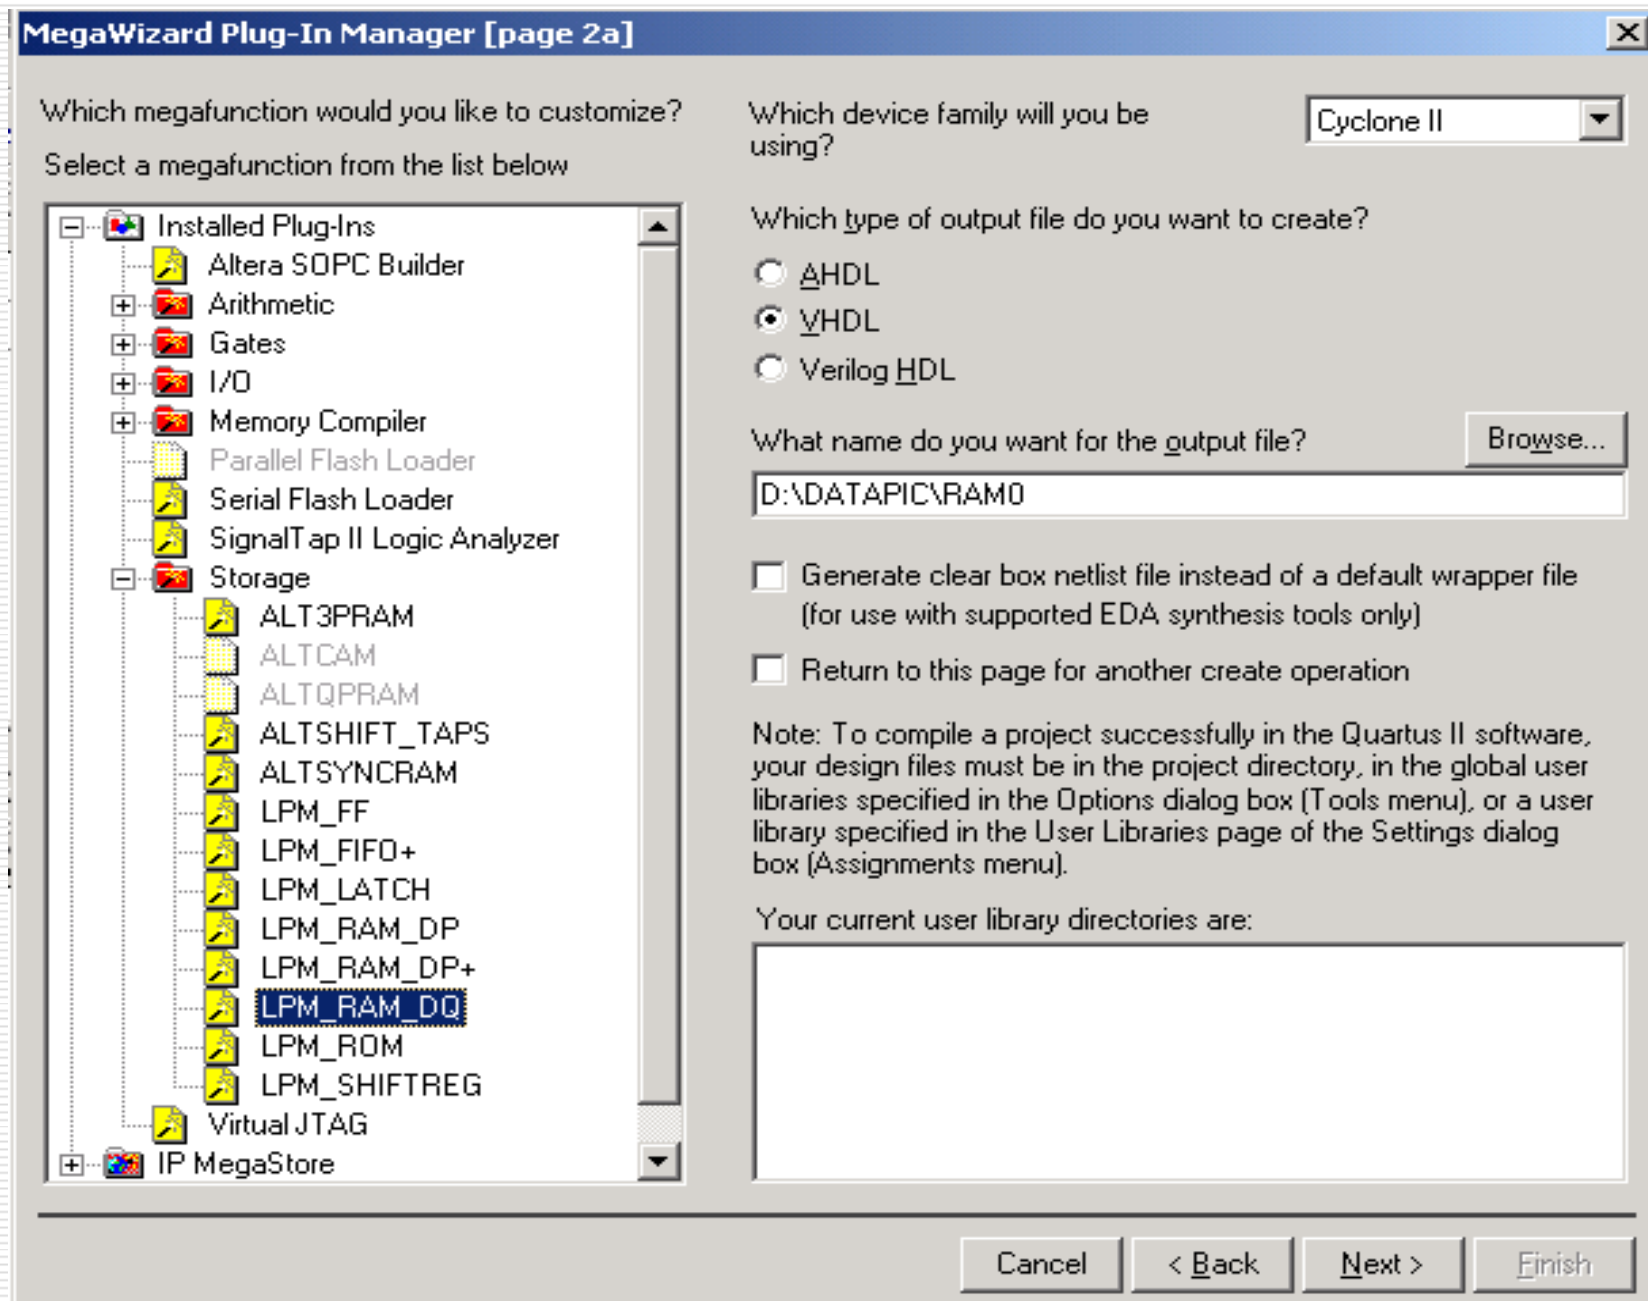 MegaWizard Plug-In Manager [page 2a]
Which megafunction would you like to customize?
Select a megafunction from the list below
Installed Plug-Ins
Altera SOPC Builder
Arithmetic
Gates
I/O
Memory Compiler
Parallel Flash Loader
Serial Flash Loader
SignalTap II Logic Analyzer
Storage
ALT3PRAM
ALTCAM
ALTQPRAM
ALTSHIFT_TAPS
ALTSYNCRAM
LPM_FF
LPM_FIFO+
LPM_LATCH
LPM_RAM_DP
LPM_RAM_DP+
LPM_RAM_DQ
LPM_ROM
LPM_SHIFTREG
Virtual JTAG
IP MegaStore
Which device family will you be
using?
Cyclone II
Which type of output file do you want to create?
AHDL
VHDL
Verilog HDL
What name do you want for the output file?
Browse...
D:\DATAPIC\RAM0
Generate clear box netlist file instead of a default wrapper file
(for use with supported EDA synthesis tools only)
Return to this page for another create operation
Note: To compile a project successfully in the Quartus II software,
your design files must be in the project directory, in the global user
libraries specified in the Options dialog box (Tools menu), or a user
library specified in the User Libraries page of the Settings dialog
box (Assignments menu).
Your current user library directories are:
Cancel
< Back
Next >
Finish